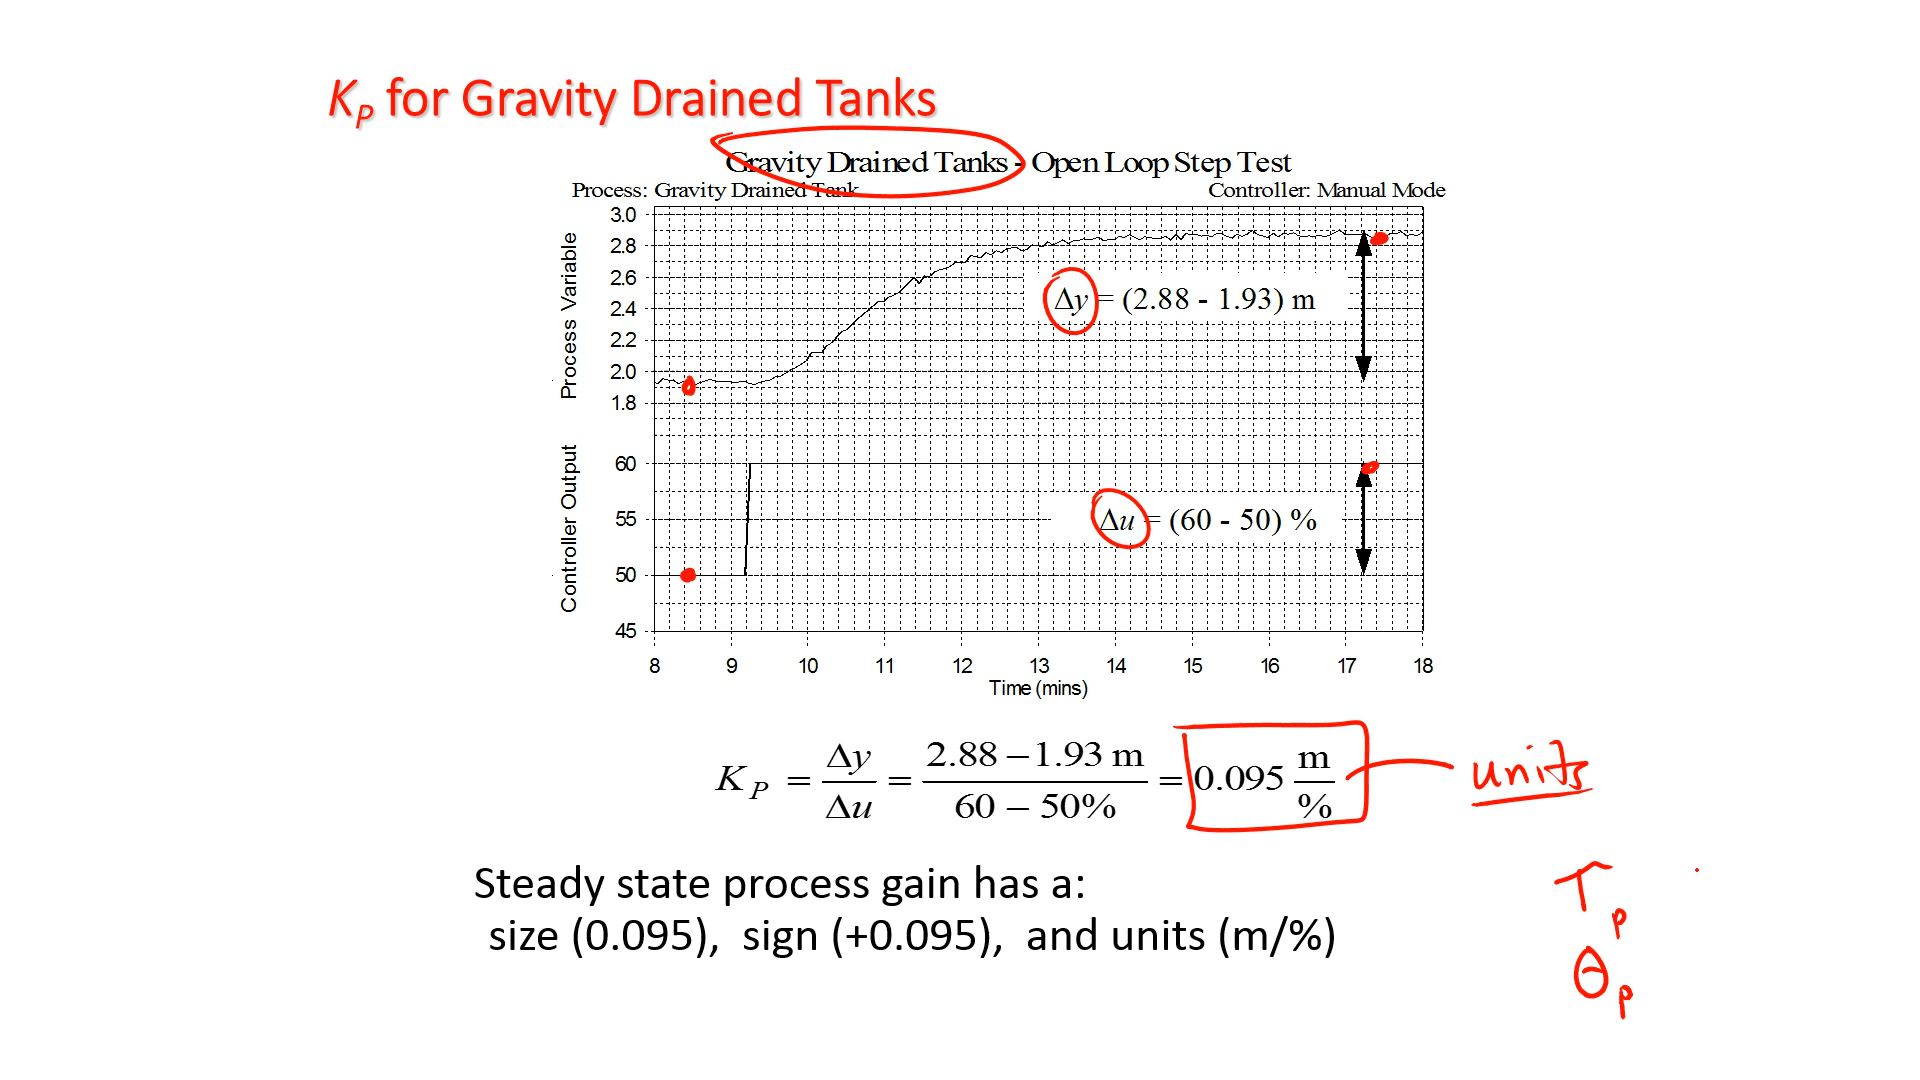 K_P for Gravity Drained Tanks
Gravity Drained Tanks - Open Loop Step Test
Process: Gravity Drained Tank Controller: Manual Mode
Process Variable
3.0
2.8
2.6
2.4
2.2
2.0
1.8
Δy = (2.88 - 1.93) m
Controller Output
60
55
50
45
Δu = (60 - 50) %
8 9 10 11 12 13 14 15 16 17 18
Time (mins)
K_P = Δy/Δu = (2.88 – 1.93 m)/(60 – 50%) = 0.095 m/%
units
Steady state process gain has a:
size (0.095), sign (+0.095), and units (m/%)
τ_p
θ_p